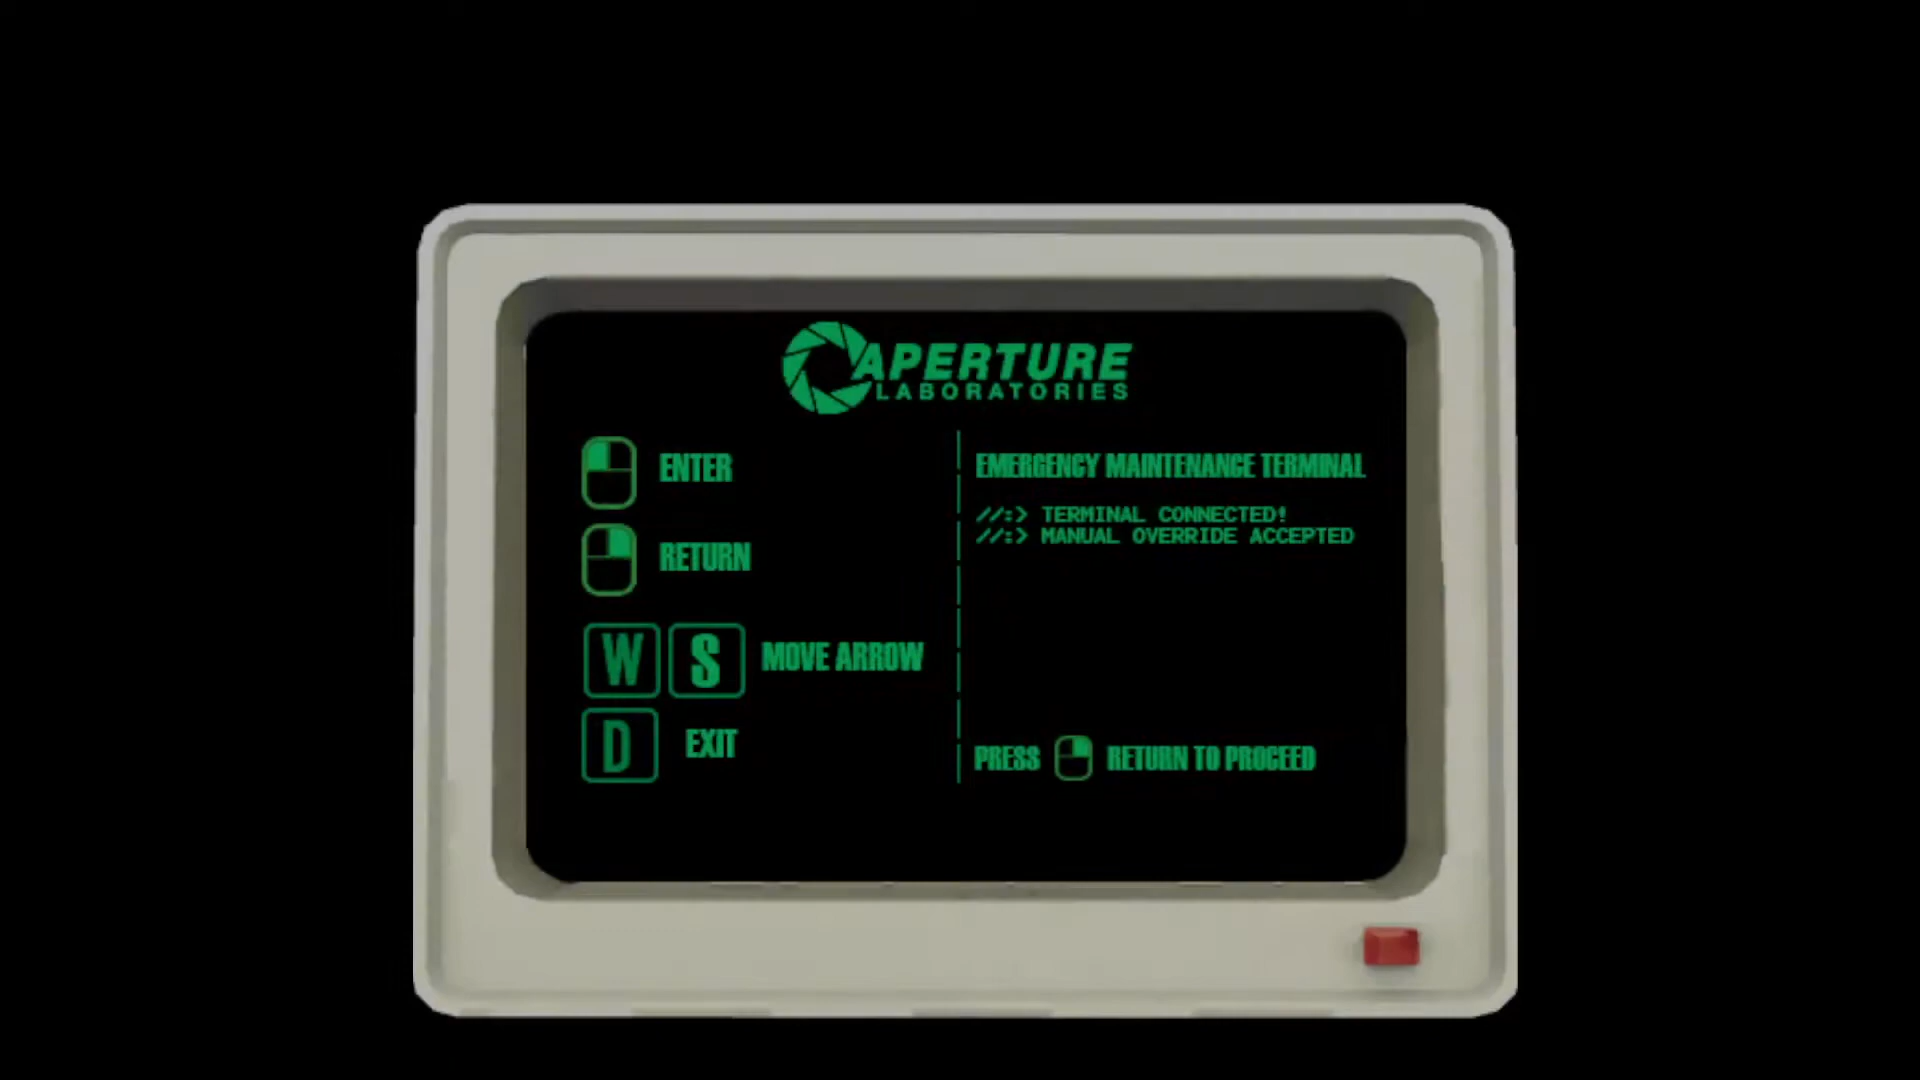 APERTURE
LABORATORIES
ENTER
RETURN
W S MOVE ARROW
D EXIT
EMERGENCY MAINTENANCE TERMINAL
//:> TERMINAL CONNECTED!
//:> MANUAL OVERRIDE ACCEPTED
PRESS RETURN TO PROCEED